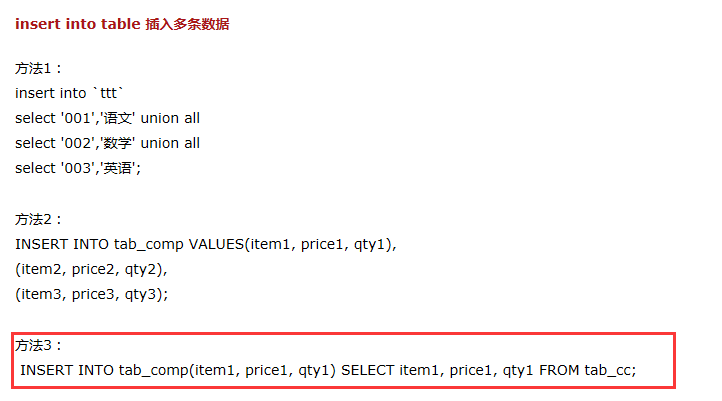 insert into table 插入多条数据
方法1：
insert into `ttt`
select '001','语文' union all
select '002','数学' union all
select '003','英语';
方法2：
INSERT INTO tab_comp VALUES(item1, price1, qty1),
(item2, price2, qty2),
(item3, price3, qty3);
方法3：
INSERT INTO tab_comp(item1, price1, qty1) SELECT item1, price1, qty1 FROM tab_cc;